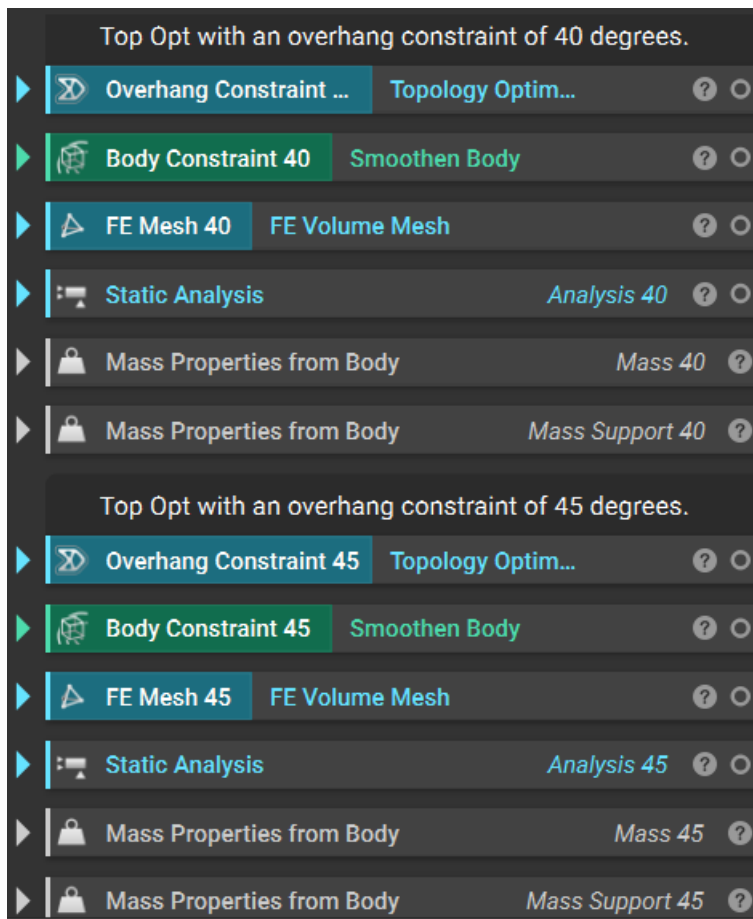 Top Opt with an overhang constraint of 40 degrees.
Overhang Constraint ... Topology Optim... ?
Body Constraint 40 Smoothen Body ?
FE Mesh 40 FE Volume Mesh ?
Static Analysis Analysis 40 ?
Mass Properties from Body Mass 40 ?
Mass Properties from Body Mass Support 40 ?
Top Opt with an overhang constraint of 45 degrees.
Overhang Constraint 45 Topology Optim... ?
Body Constraint 45 Smoothen Body ?
FE Mesh 45 FE Volume Mesh ?
Static Analysis Analysis 45 ?
Mass Properties from Body Mass 45 ?
Mass Properties from Body Mass Support 45 ?